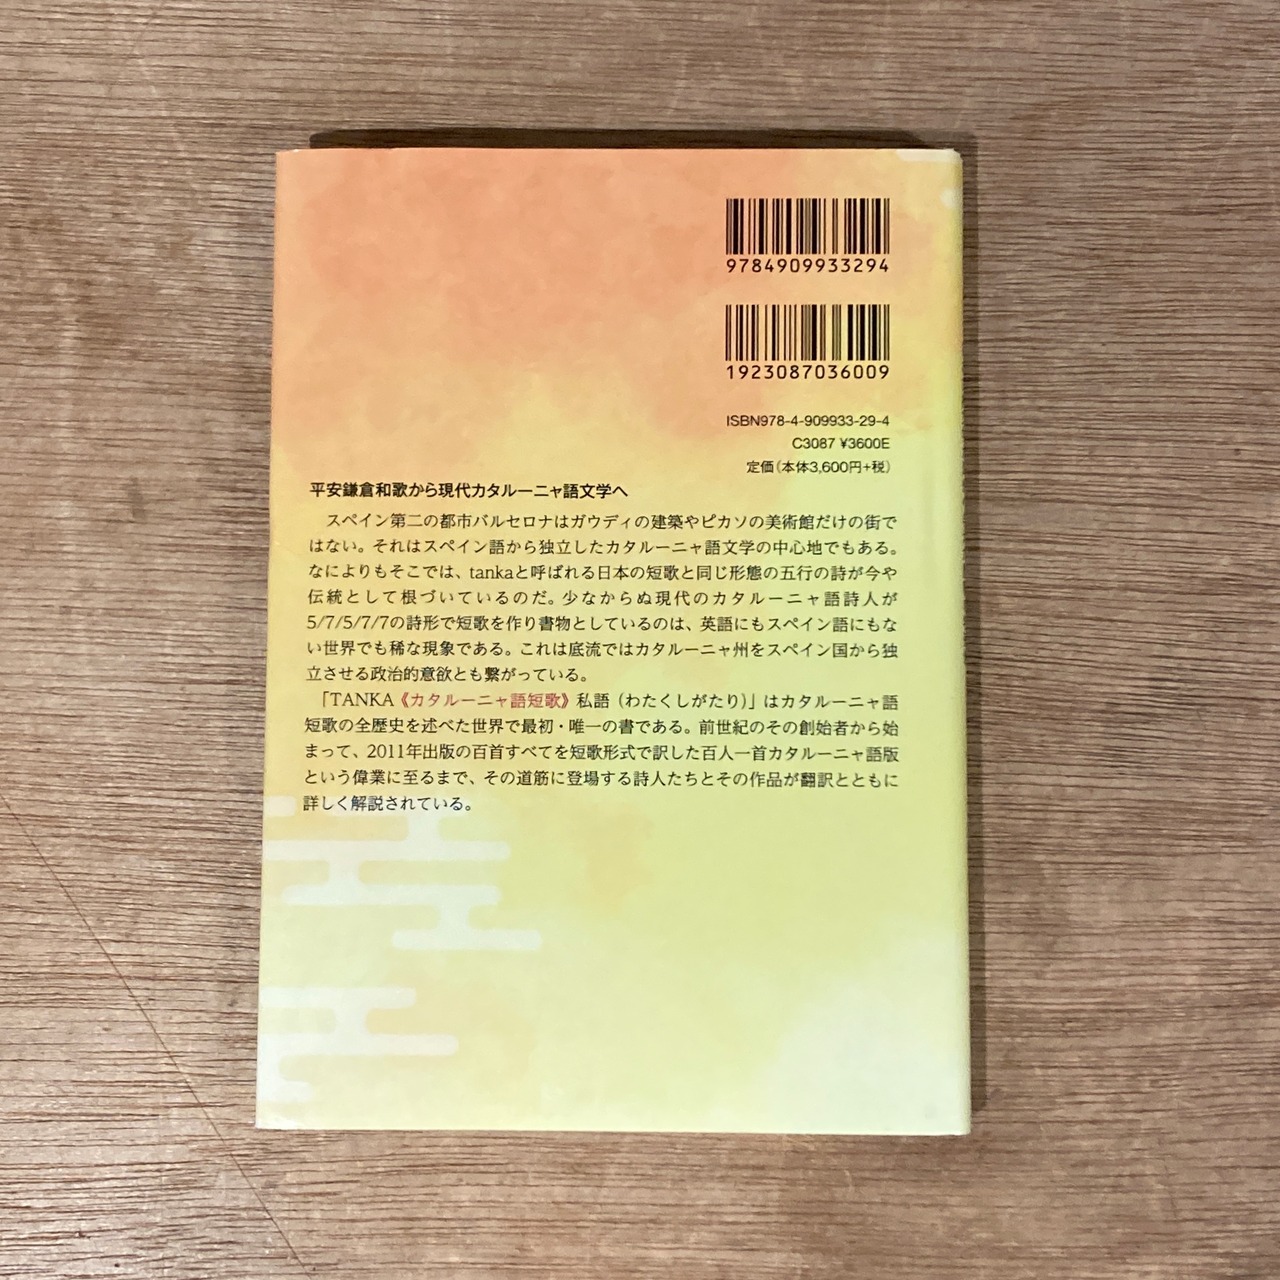 9784909933294
1923087036009
ISBN978-4-909933-29-4
C3087 ¥3600E
定価(本体3,600円+税)
平安鎌倉和歌から現代カタルーニャ語文学へ
スペイン第二の都市バルセロナはガウディの建築やピカソの美術館だけの街で
はない。それはスペイン語から独立したカタルーニャ語文学の中心地でもある。
なによりもそこでは、tankaと呼ばれる日本の短歌と同じ形態の五行の詩が今や
伝統として根づいているのだ。少なからぬ現代のカタルーニャ語詩人が
5/7/5/7/7の詩形で短歌を作り書物としているのは、英語にもスペイン語にもな
い世界でも稀な現象である。これは底流ではカタルーニャ州をスペイン国から独
立させる政治的意欲とも繋がっている。
「TANKA《カタルーニャ語短歌》私語（わたくしがたり）」はカタルーニャ語
短歌の全歴史を述べた世界で最初・唯一の書である。前世紀のその創始者から始
まって、2011年出版の百首すべてを短歌形式で訳した百人一首カタルーニャ語版
という偉業に至るまで、その道筋に登場する詩人たちとその作品が翻訳とともに
詳しく解説されている。